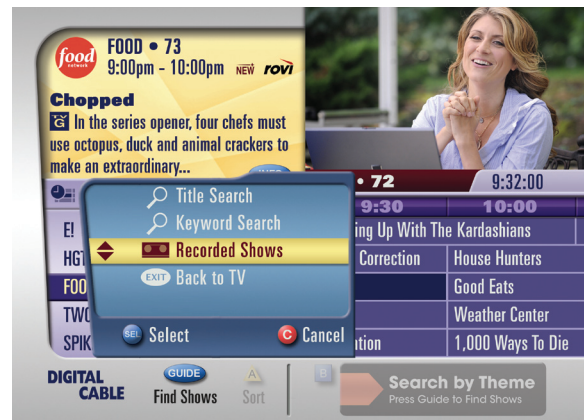 food
network
FOOD • 73
9:00pm - 10:00pm NEW rovi
Chopped
G In the series opener, four chefs must
use octopus, duck and animal crackers to
make an extraordinary...
• 72
9:32:00
9:30
10:00
Title Search
Keyword Search
Recorded Shows
EXIT Back to TV
SEL Select
C Cancel
E!
ing Up With The Kardashians
HGT
Correction
House Hunters
FOO
Good Eats
TWC
Weather Center
SPIK
tion
1,000 Ways To Die
DIGITAL
CABLE
GUIDE
Find Shows
A
Sort
B
Search by Theme
Press Guide to Find Shows